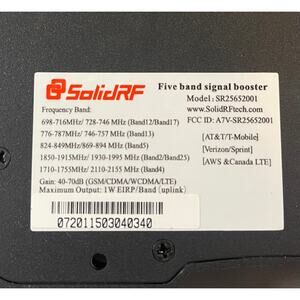 SolidRF
Five band signal booster
Model: SR25652001
www.SolidRFtech.com
Frequency Band:
FCC ID: A7V-SR25652001
698-716MHz/ 728-746 MHz (Band12/Band17)
[AT&T/T-Mobile]
776-787MHz/ 746-757 MHz (Band13)
[Verizon/Sprint]
824-849MHz/869-894 MHz (Band5)
[AWS &Canada LTE]
1850-1915MHz/ 1930-1995 MHz (Band2/Band25)
1710-1755MHz/ 2110-2155 MHz (Band4)
Gain: 40-70dB (GSM/CDMA/WCDMA/LTE)
Maximum Output: 1W EIRP/Band (uplink)
072011503040340